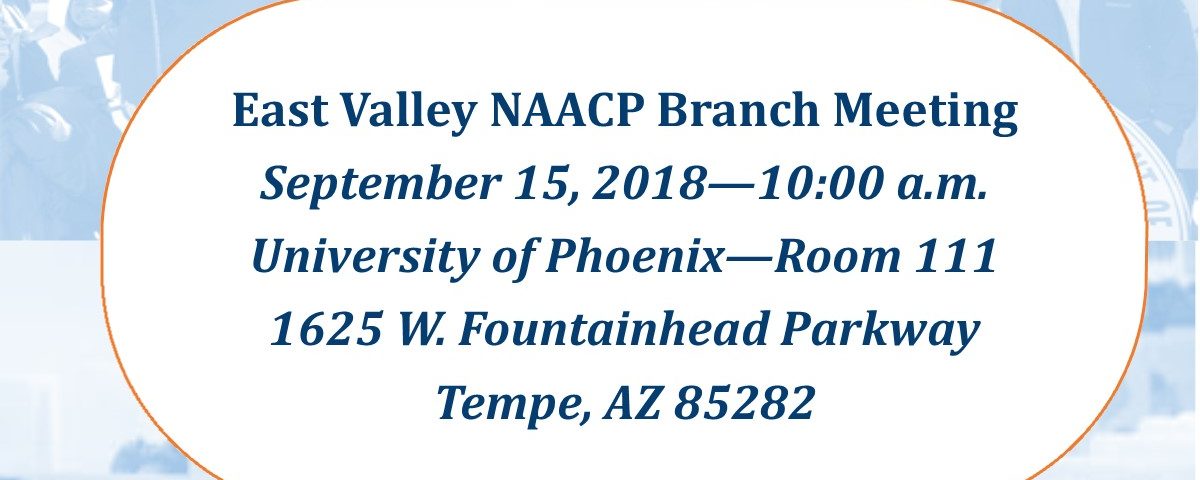 East Valley NAACP Branch Meeting
September 15, 2018—10:00 a.m.
University of Phoenix—Room 111
1625 W. Fountainhead Parkway
Tempe, AZ 85282